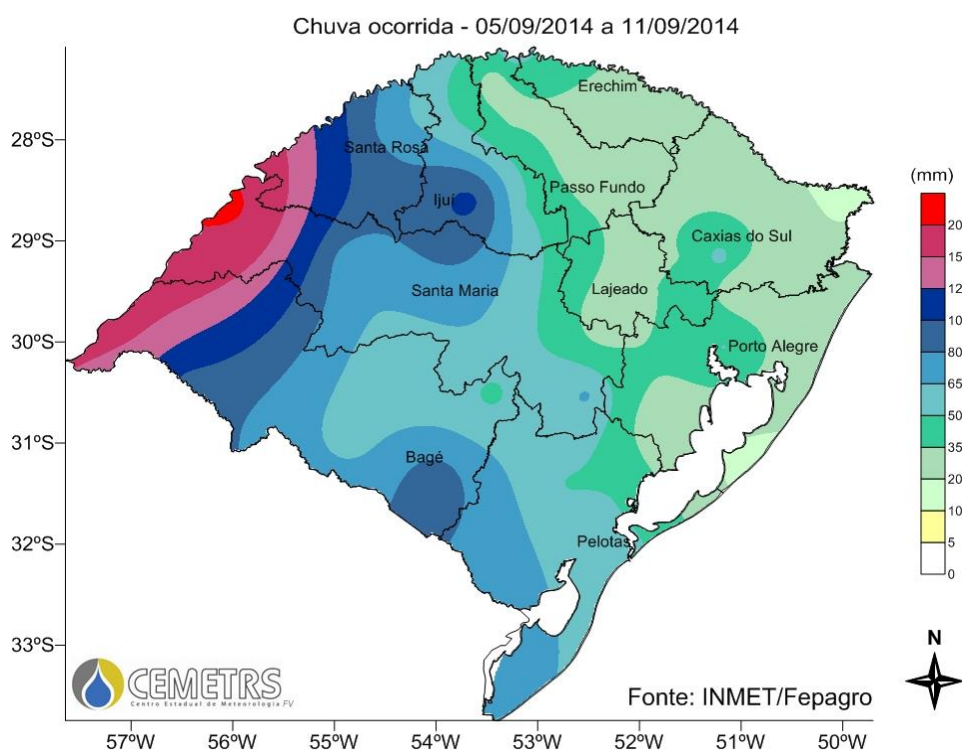 Chuva ocorrida - 05/09/2014 a 11/09/2014
28ºS
29ºS
30ºS
31ºS
32ºS
33ºS
Erechim
Santa Rosa
Passo Fundo
Ijuí
Caxias do Sul
Santa Maria
Lajeado
Porto Alegre
Bagé
Pelotas
(mm)
20
15
12
10
80
65
50
35
20
10
5
0
N
CEMETRS
Centro Estadual de Meteorologia
Fonte: INMET/Fepagro
57ºW
56ºW
55ºW
54ºW
53ºW
52ºW
51ºW
50ºW